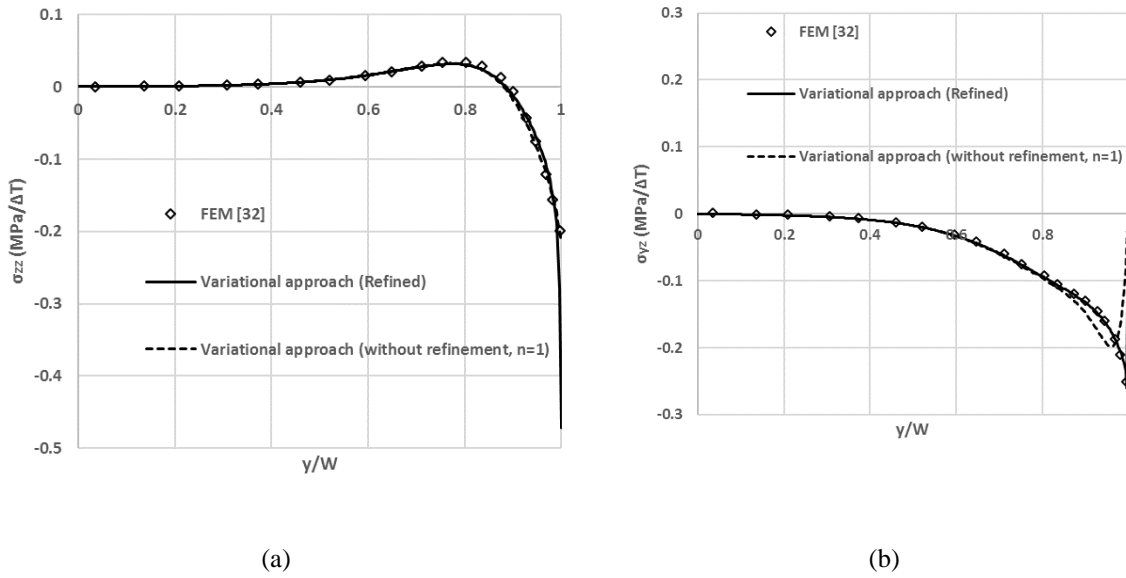 0.1
0
-0.1
-0.2
-0.3
-0.4
-0.5
0 0.2 0.4 0.6 0.8 1
σzz (MPa/ΔT)
y/W
FEM [32]
Variational approach (Refined)
Variational approach (without refinement, n=1)
(a)
0.3
0.2
0.1
0
-0.1
-0.2
-0.3
0 0.2 0.4 0.6 0.8
σyz (MPa/ΔT)
y/W
FEM [32]
Variational approach (Refined)
Variational approach (without refinement, n=1)
(b)